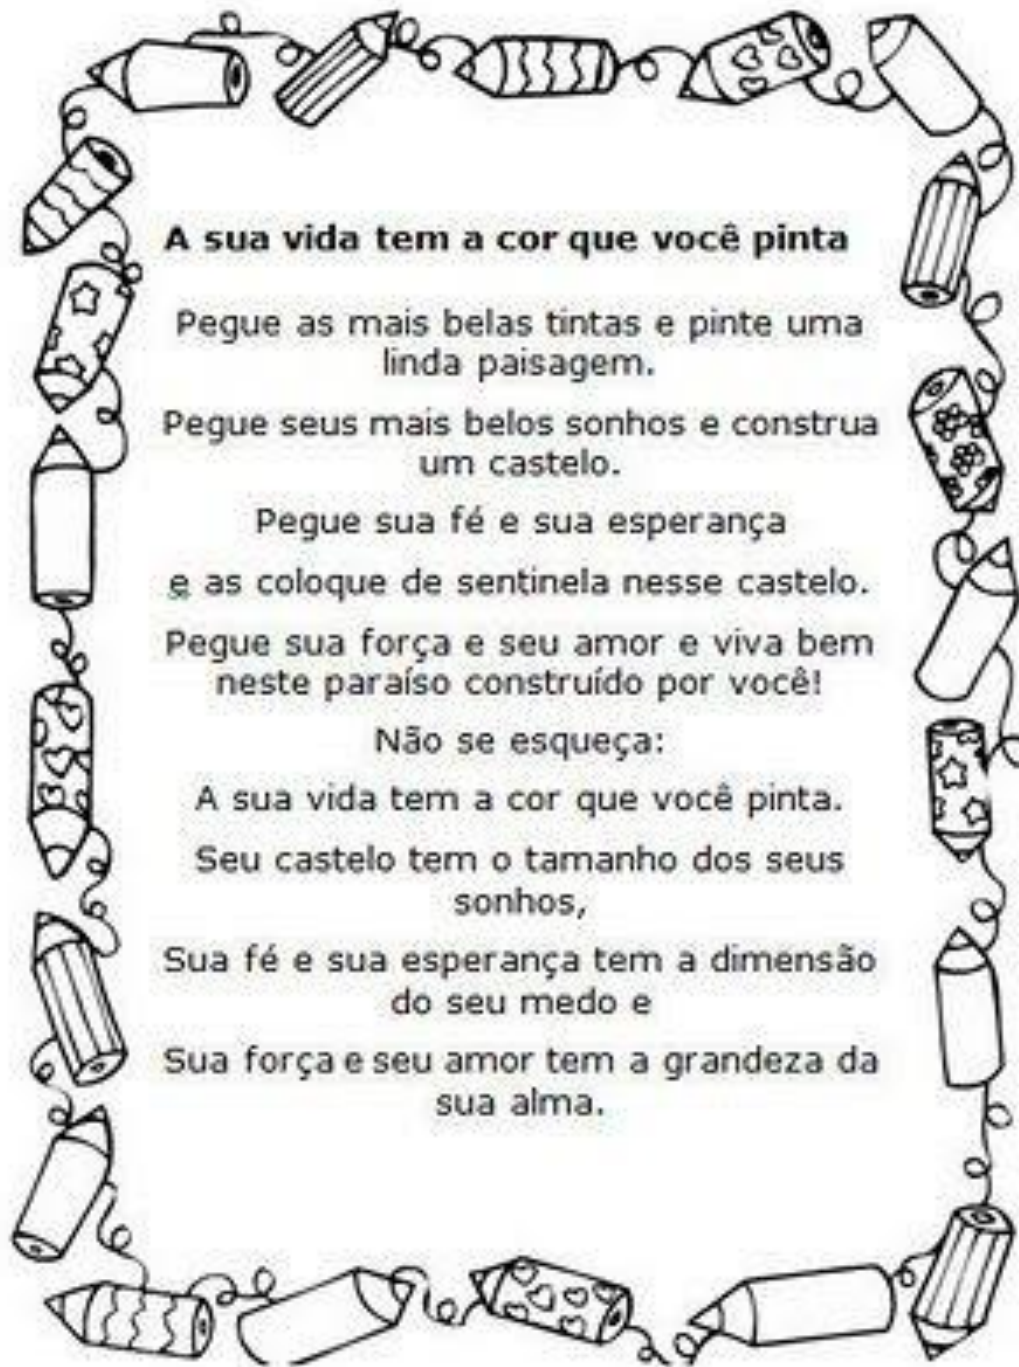 A sua vida tem a cor que você pinta
Pegue as mais belas tintas e pinte uma
linda paisagem.
Pegue seus mais belos sonhos e construa
um castelo.
Pegue sua fé e sua esperança
e as coloque de sentinela nesse castelo.
Pegue sua força e seu amor e viva bem
neste paraíso construído por você!
Não se esqueça:
A sua vida tem a cor que você pinta.
Seu castelo tem o tamanho dos seus
sonhos,
Sua fé e sua esperança tem a dimensão
do seu medo e
Sua força e seu amor tem a grandeza da
sua alma.